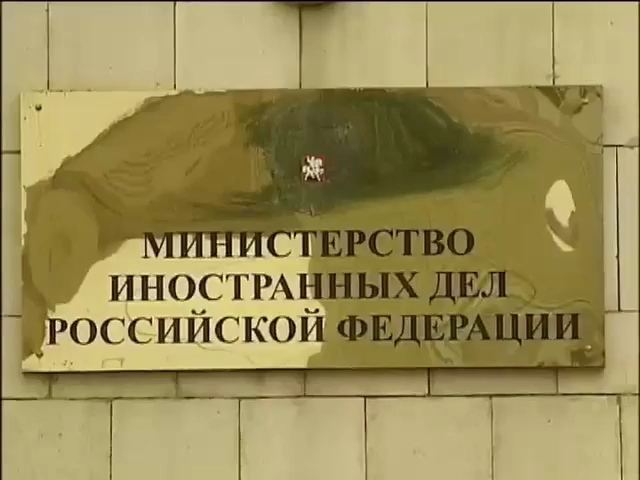 МИНИСТЕРСТВО
ИНОСТРАННЫХ ДЕЛ
РОССИЙСКОЙ ФЕДЕРАЦИИ